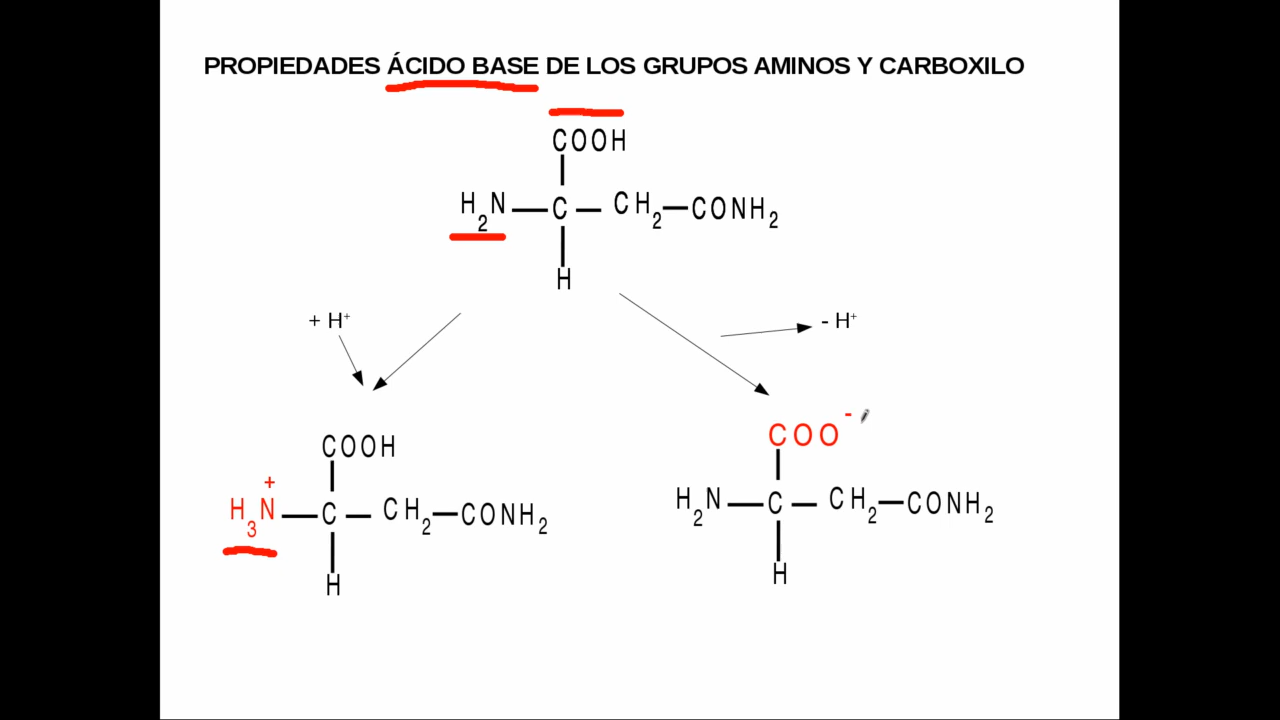 PROPIEDADES ÁCIDO BASE DE LOS GRUPOS AMINOS Y CARBOXILO
COOH
H₂N—C—CH₂—CONH₂
H
+ H⁺
- H⁺
COOH
H₃N⁺—C—CH₂—CONH₂
H
COO⁻
H₂N—C—CH₂—CONH₂
H